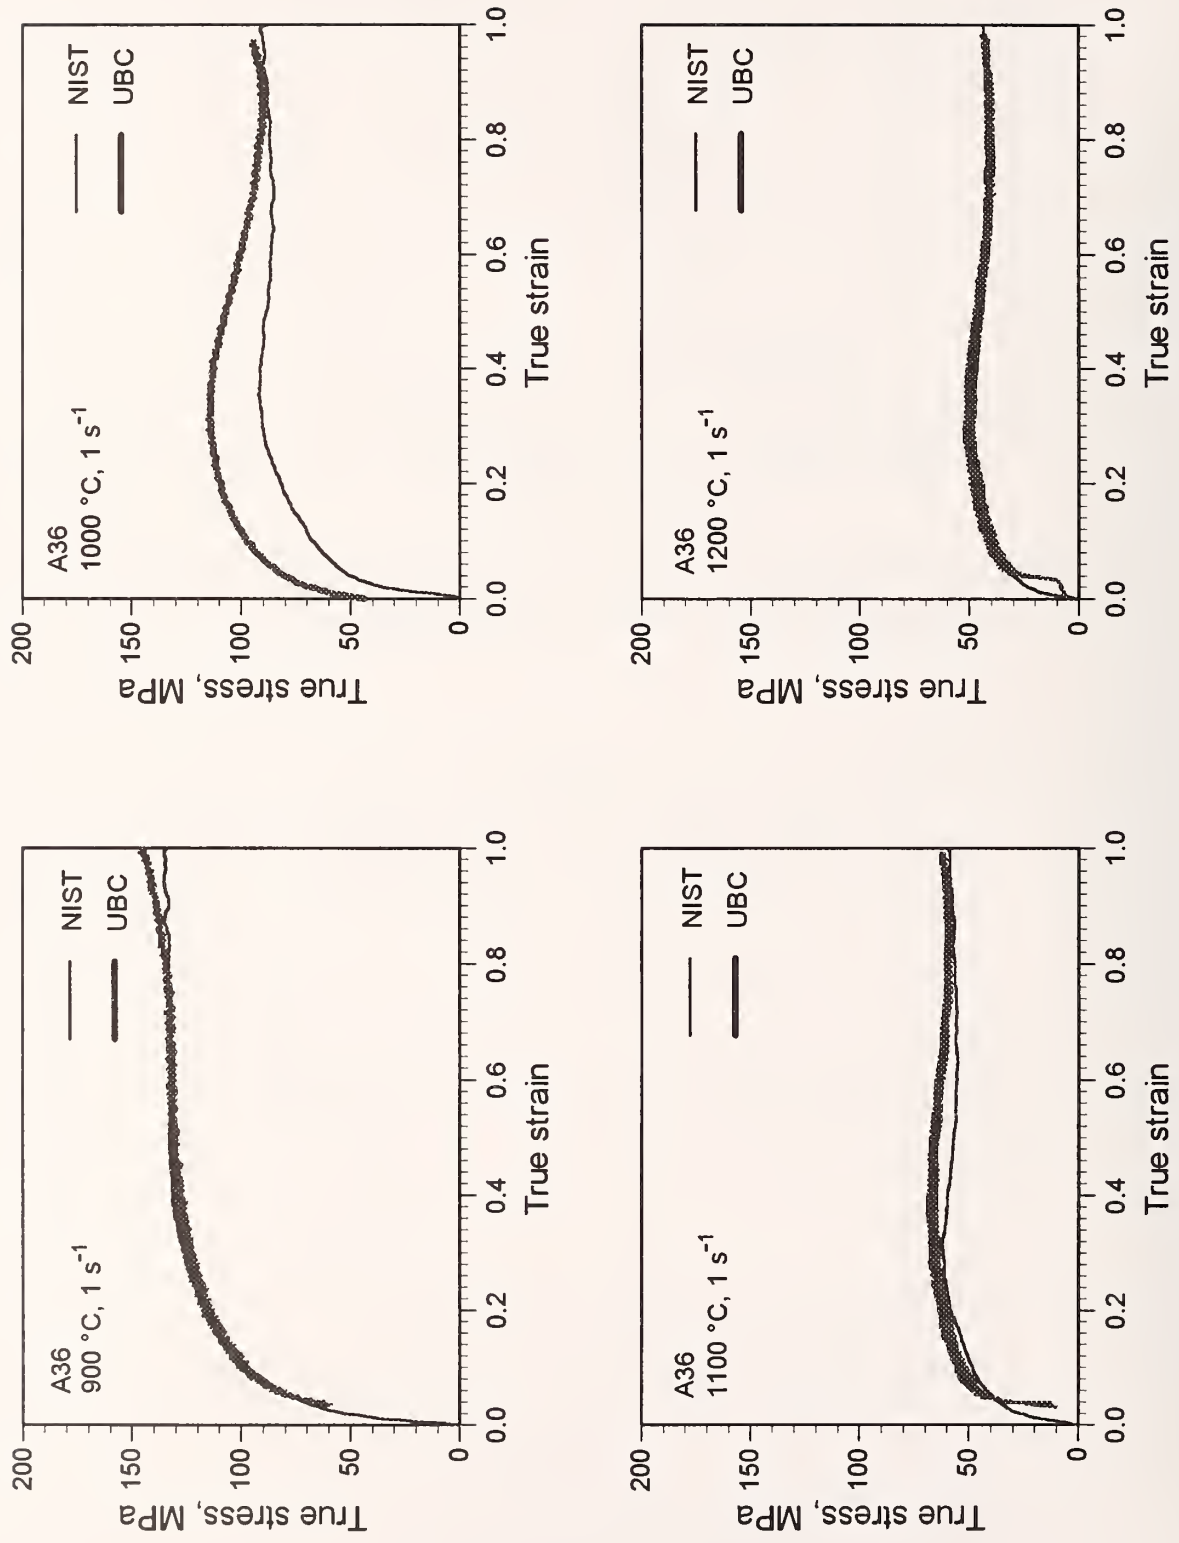 A36
900 °C, 1 s⁻¹
NIST
UBC
200
150
100
50
0
True stress, MPa
0.0
0.2
0.4
0.6
0.8
1.0
True strain
A36
1000 °C, 1 s⁻¹
NIST
UBC
200
150
100
50
0
True stress, MPa
0.0
0.2
0.4
0.6
0.8
1.0
True strain
A36
1100 °C, 1 s⁻¹
NIST
UBC
200
150
100
50
0
True stress, MPa
0.0
0.2
0.4
0.6
0.8
1.0
True strain
A36
1200 °C, 1 s⁻¹
NIST
UBC
200
150
100
50
0
True stress, MPa
0.0
0.2
0.4
0.6
0.8
1.0
True strain